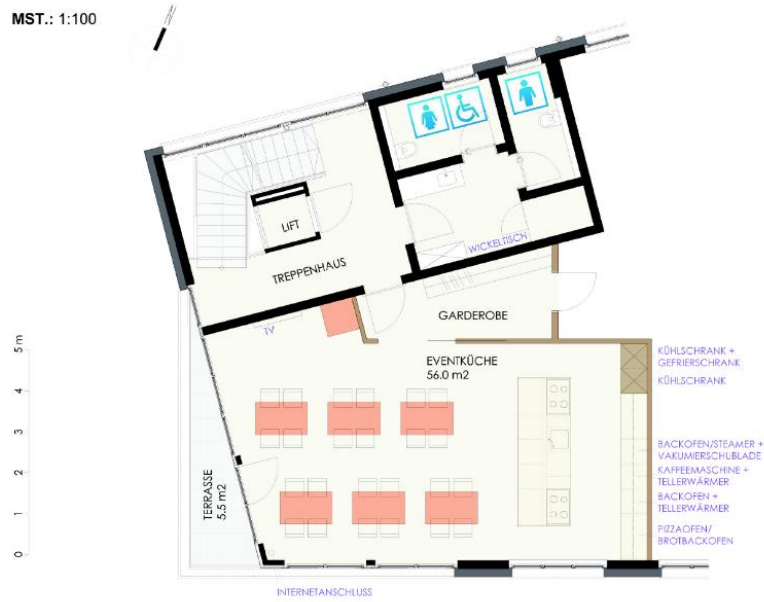 MST.: 1:100
LIFT
TREPPENHAUS
WICKELTISCH
TV
GARDEROBE
EVENTKÜCHE
56.0 m2
KÜHLSCHRANK +
GEFRIERSCHRANK
KÜHLSCHRANK
BACKOFEN/STEAMER +
VAKUMIERSCHUBLADE
KAFFEEMASCHINE +
TELLERWÄRMER
BACKOFEN +
TELLERWÄRMER
PIZZAOFEN/
BROTBACKOFEN
TERRASSE
5.5 m2
INTERNETANSCHLUSS
5 m
4
3
2
1
0